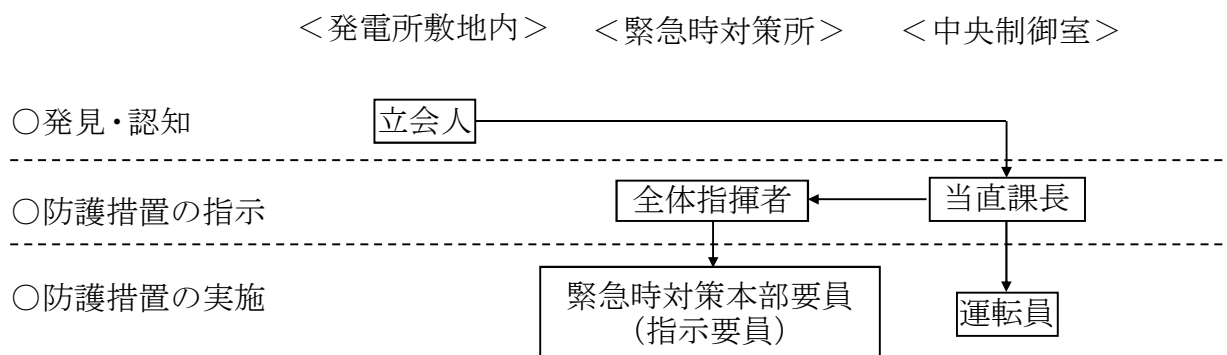 ＜発電所敷地内＞ ＜緊急時対策所＞ ＜中央制御室＞
○発見・認知 立会人
○防護措置の指示 全体指揮者 当直課長
○防護措置の実施 緊急時対策本部要員
（指示要員） 運転員